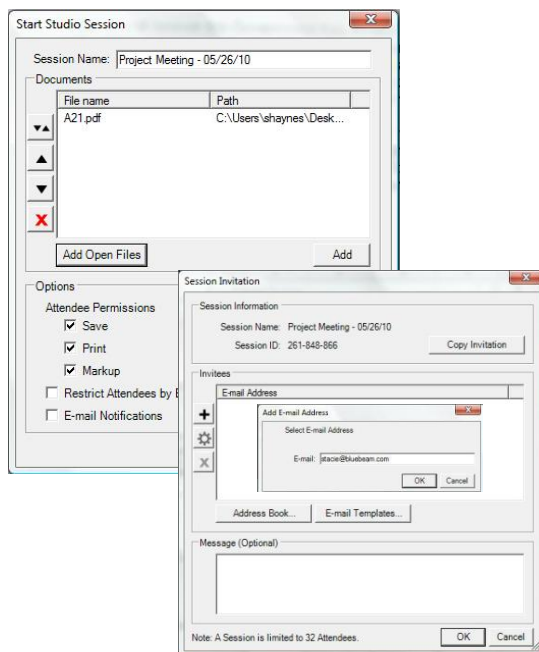 Start Studio Session
Session Name: Project Meeting - 05/26/10
Documents
File name Path
A21.pdf C:\Users\shaynes\Desk...
Add Open Files Add
Options
Attendee Permissions
Save
Print
Markup
Restrict Attendees by
E-mail Notifications
Session Invitation
Session Information
Session Name: Project Meeting - 05/26/10
Session ID: 261-848-866 Copy Invitation
Invitees
E-mail Address
Add E-mail Address
Select E-mail Address
E-mail: stacie@bluebeam.com
OK Cancel
Address Book... E-mail Templates...
Message (Optional)
Note: A Session is limited to 32 Attendees. OK Cancel